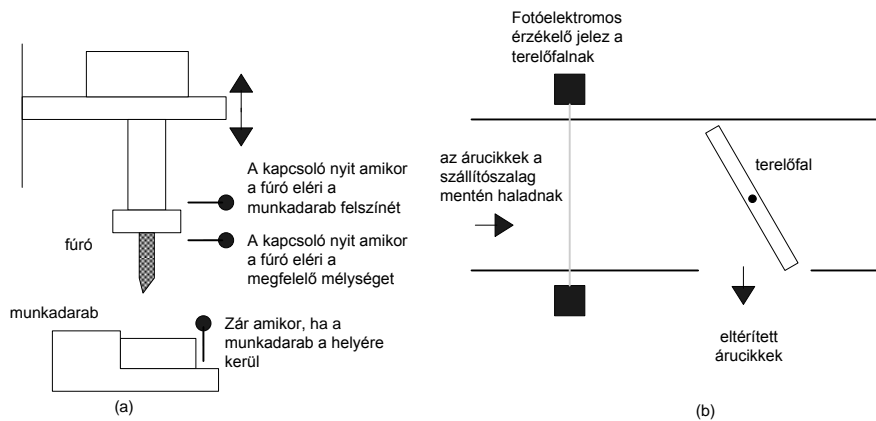 A kapcsoló nyit amikor
a fúró eléri a
munkadarab felszínét
fúró
A kapcsoló nyit amikor
a fúró eléri a
megfelelő mélységet
munkadarab
Zár amikor, ha a
munkadarab a helyére
kerül
(a)
Fotóelektromos
érzékelő jelez a
terelőfalnak
az árucikkek a
szállítószalag
mentén haladnak
terelőfal
eltérített
árucikkek
(b)